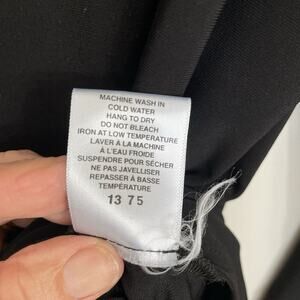 MACHINE WASH IN
COLD WATER
HANG TO DRY
DO NOT BLEACH
IRON AT LOW TEMPERATURE
LAVER À LA MACHINE
À L'EAU FROIDE
SUSPENDRE POUR SÉCHER
NE PAS JAVELLISER
REPASSER À BASSE
TEMPÉRATURE
13 75